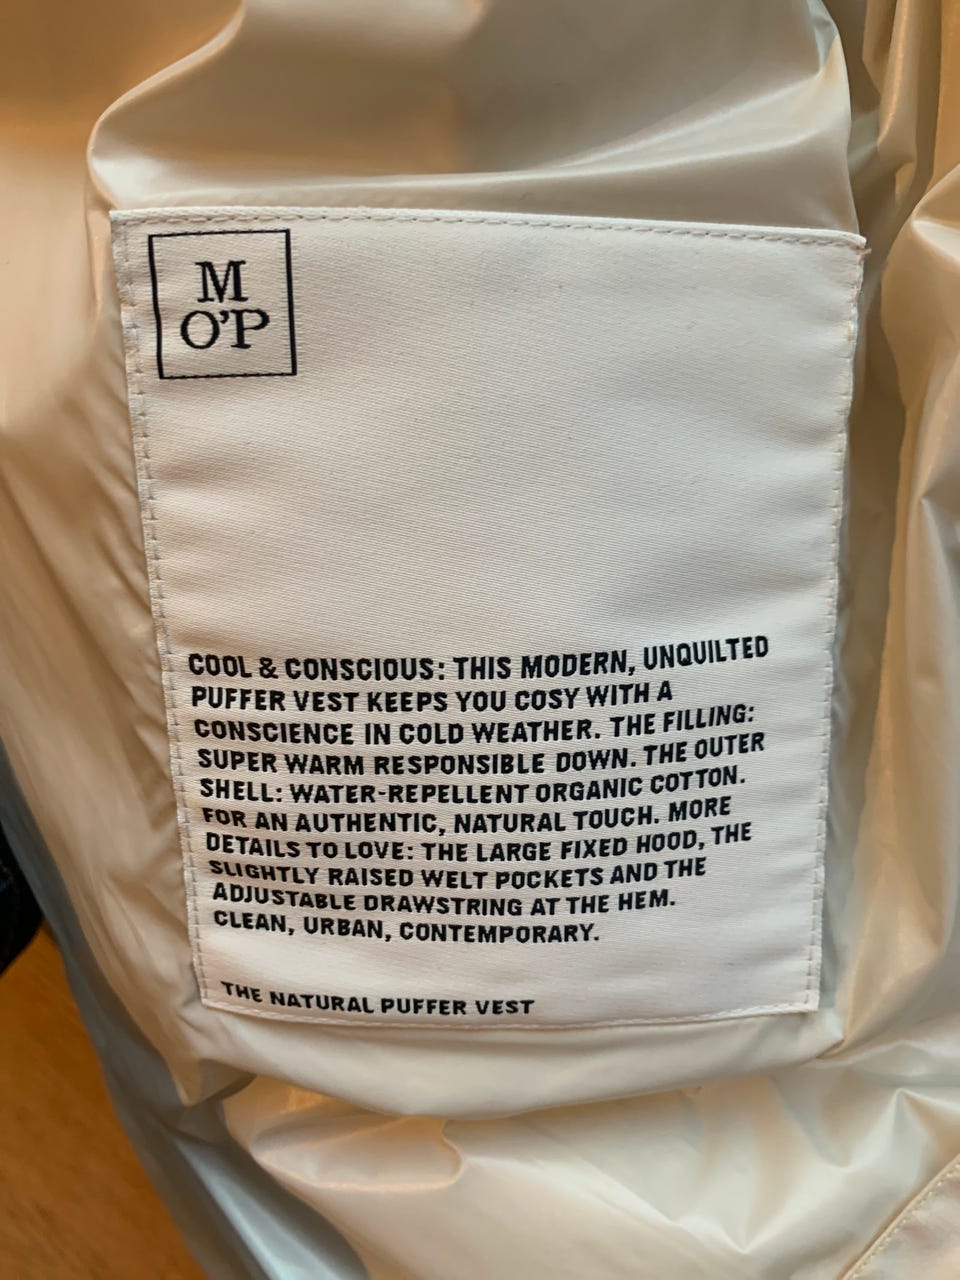 M
O'P
COOL & CONSCIOUS: THIS MODERN, UNQUILTED
PUFFER VEST KEEPS YOU COSY WITH A
CONSCIENCE IN COLD WEATHER. THE FILLING:
SUPER WARM RESPONSIBLE DOWN. THE OUTER
SHELL: WATER-REPELLENT ORGANIC COTTON.
FOR AN AUTHENTIC, NATURAL TOUCH. MORE
DETAILS TO LOVE: THE LARGE FIXED HOOD, THE
SLIGHTLY RAISED WELT POCKETS AND THE
ADJUSTABLE DRAWSTRING AT THE HEM.
CLEAN, URBAN, CONTEMPORARY.
THE NATURAL PUFFER VEST